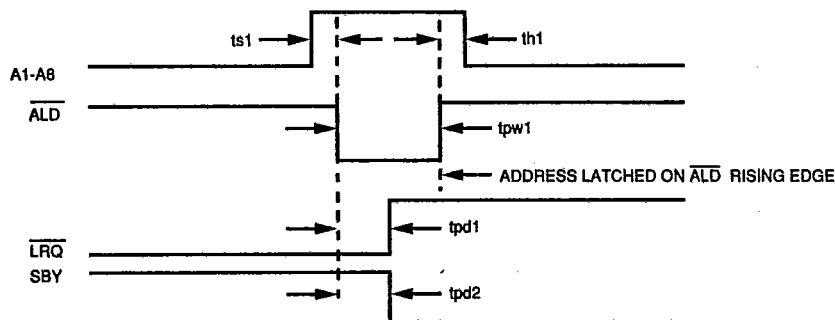 ts1
th1
A1-A8
ALD
tpw1
ADDRESS LATCHED ON ALD RISING EDGE
tpd1
LRQ
SBY
tpd2